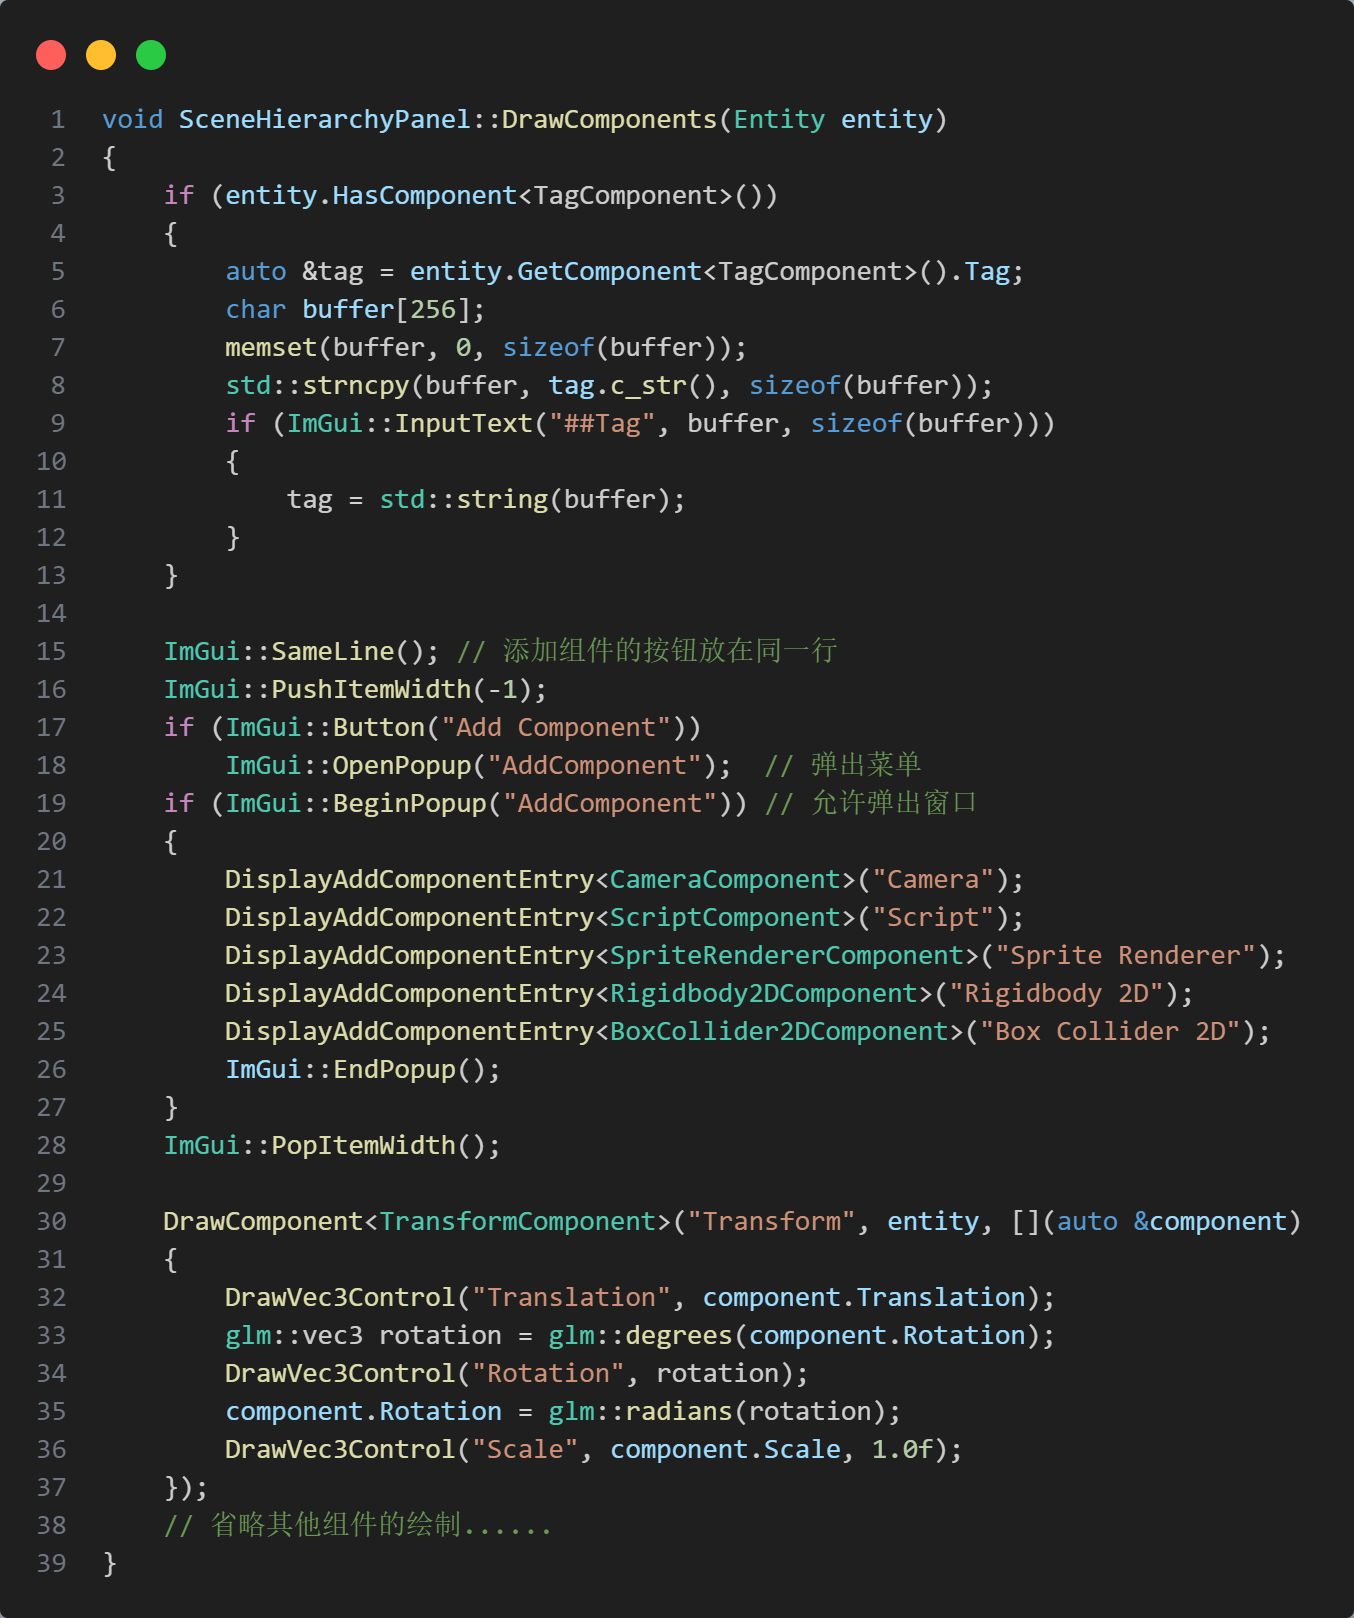 1 void SceneHierarchyPanel::DrawComponents(Entity entity)
2 {
3     if (entity.HasComponent<TagComponent>())
4     {
5         auto &tag = entity.GetComponent<TagComponent>().Tag;
6         char buffer[256];
7         memset(buffer, 0, sizeof(buffer));
8         std::strncpy(buffer, tag.c_str(), sizeof(buffer));
9         if (ImGui::InputText("##Tag", buffer, sizeof(buffer)))
10         {
11             tag = std::string(buffer);
12         }
13     }
14
15     ImGui::SameLine(); // 添加组件的按钮放在同一行
16     ImGui::PushItemWidth(-1);
17     if (ImGui::Button("Add Component"))
18         ImGui::OpenPopup("AddComponent");  // 弹出菜单
19     if (ImGui::BeginPopup("AddComponent")) // 允许弹出窗口
20     {
21         DisplayAddComponentEntry<CameraComponent>("Camera");
22         DisplayAddComponentEntry<ScriptComponent>("Script");
23         DisplayAddComponentEntry<SpriteRendererComponent>("Sprite Renderer");
24         DisplayAddComponentEntry<Rigidbody2DComponent>("Rigidbody 2D");
25         DisplayAddComponentEntry<BoxCollider2DComponent>("Box Collider 2D");
26         ImGui::EndPopup();
27     }
28     ImGui::PopItemWidth();
29
30     DrawComponent<TransformComponent>("Transform", entity, [](auto &component)
31     {
32         DrawVec3Control("Translation", component.Translation);
33         glm::vec3 rotation = glm::degrees(component.Rotation);
34         DrawVec3Control("Rotation", rotation);
35         component.Rotation = glm::radians(rotation);
36         DrawVec3Control("Scale", component.Scale, 1.0f);
37     });
38     // 省略其他组件的绘制......
39 }